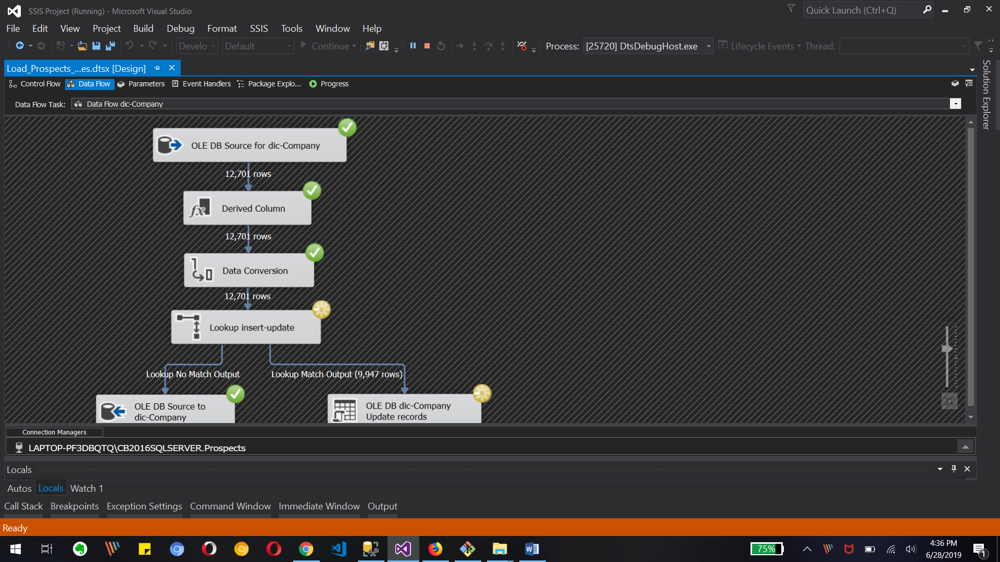 SSIS Project (Running) - Microsoft Visual Studio
Quick Launch (Ctrl+Q)
File Edit View Project Build Debug Format SSIS Tools Window Help
Develo Default Continue Process: [25720] DtsDebugHost.exe Lifecycle Events Thread:
Load_Prospects_...es.dtsx [Design]
Control Flow Data Flow Parameters Event Handlers Package Explo... Progress
Data Flow Task: Data Flow dic-Company
Solution Explorer
OLE DB Source for dic-Company
12,701 rows
Derived Column
12,701 rows
Data Conversion
12,701 rows
Lookup insert-update
Lookup No Match Output
Lookup Match Output (9,947 rows)
OLE DB Source to
dic-Company
OLE DB dic-Company
Update records
Connection Managers
LAPTOP-PF3DBQTQ\CB2016SQLSERVER.Prospects
Locals
Autos Locals Watch 1
Call Stack Breakpoints Exception Settings Command Window Immediate Window Output
Ready
75%
4:36 PM
6/28/2019
1